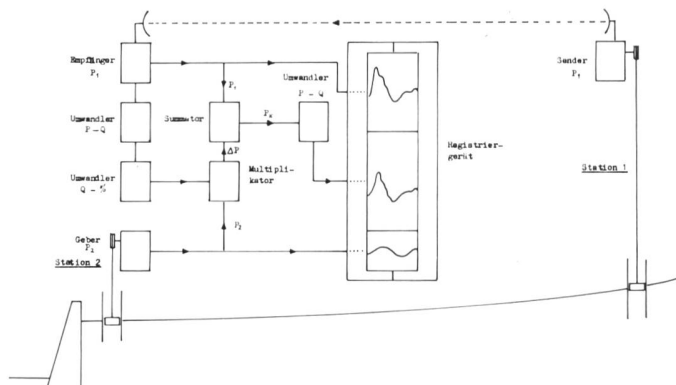 Empfänger
P₁
Umwandler
P-Q
Umwandler
Q-%
Geber
P₂
Station 2
Summator
P₁
ΔP
Multipli-
kator
P₂
P₀
Umwandler
P - Q
Registrier-
gerät
Sender
P₁
Station 1